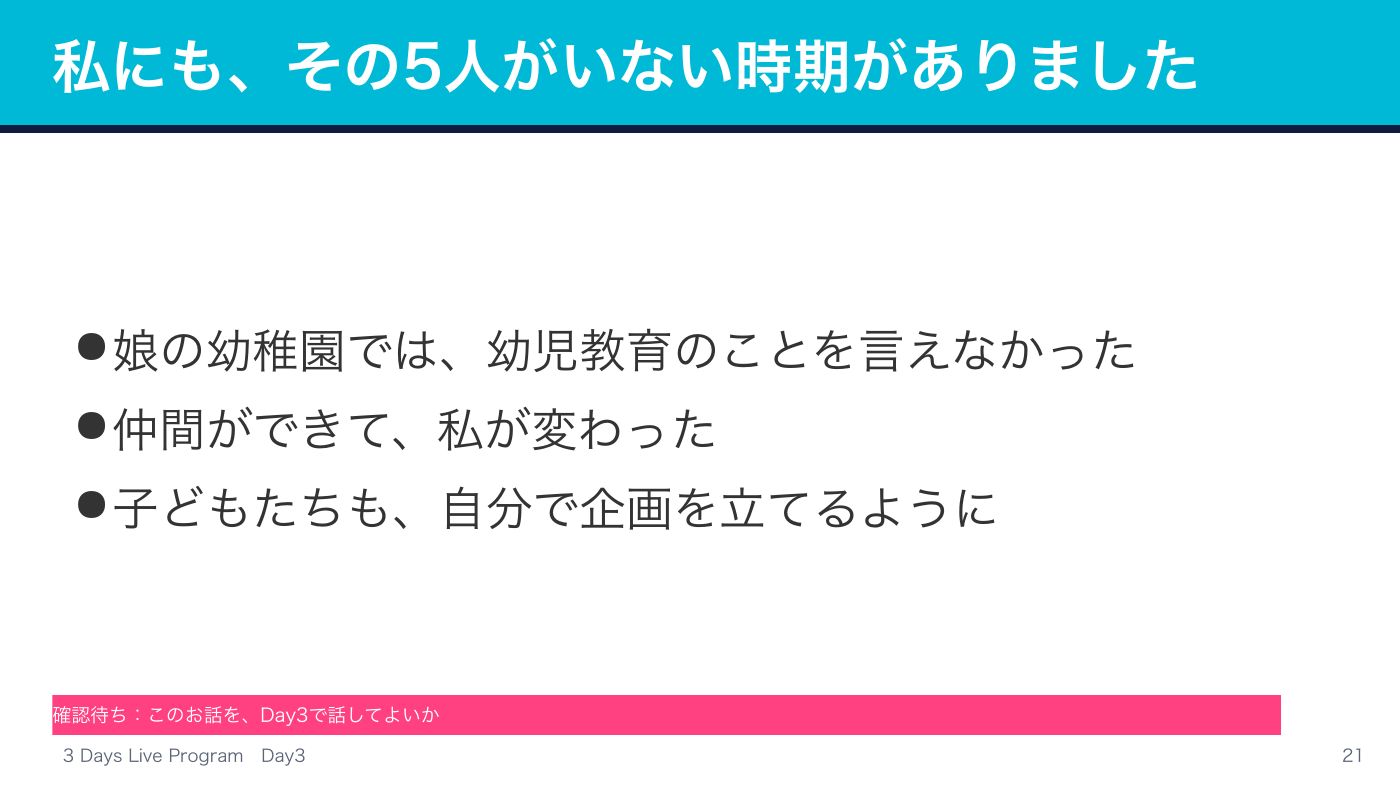 私にも、その5人がいない時期がありました
●娘の幼稚園では、幼児教育のことを言えなかった
●仲間ができて、私が変わった
●子どもたちも、自分で企画を立てるように
確認待ち：このお話を、Day3で話してよいか
3 Days Live Program　Day3
21